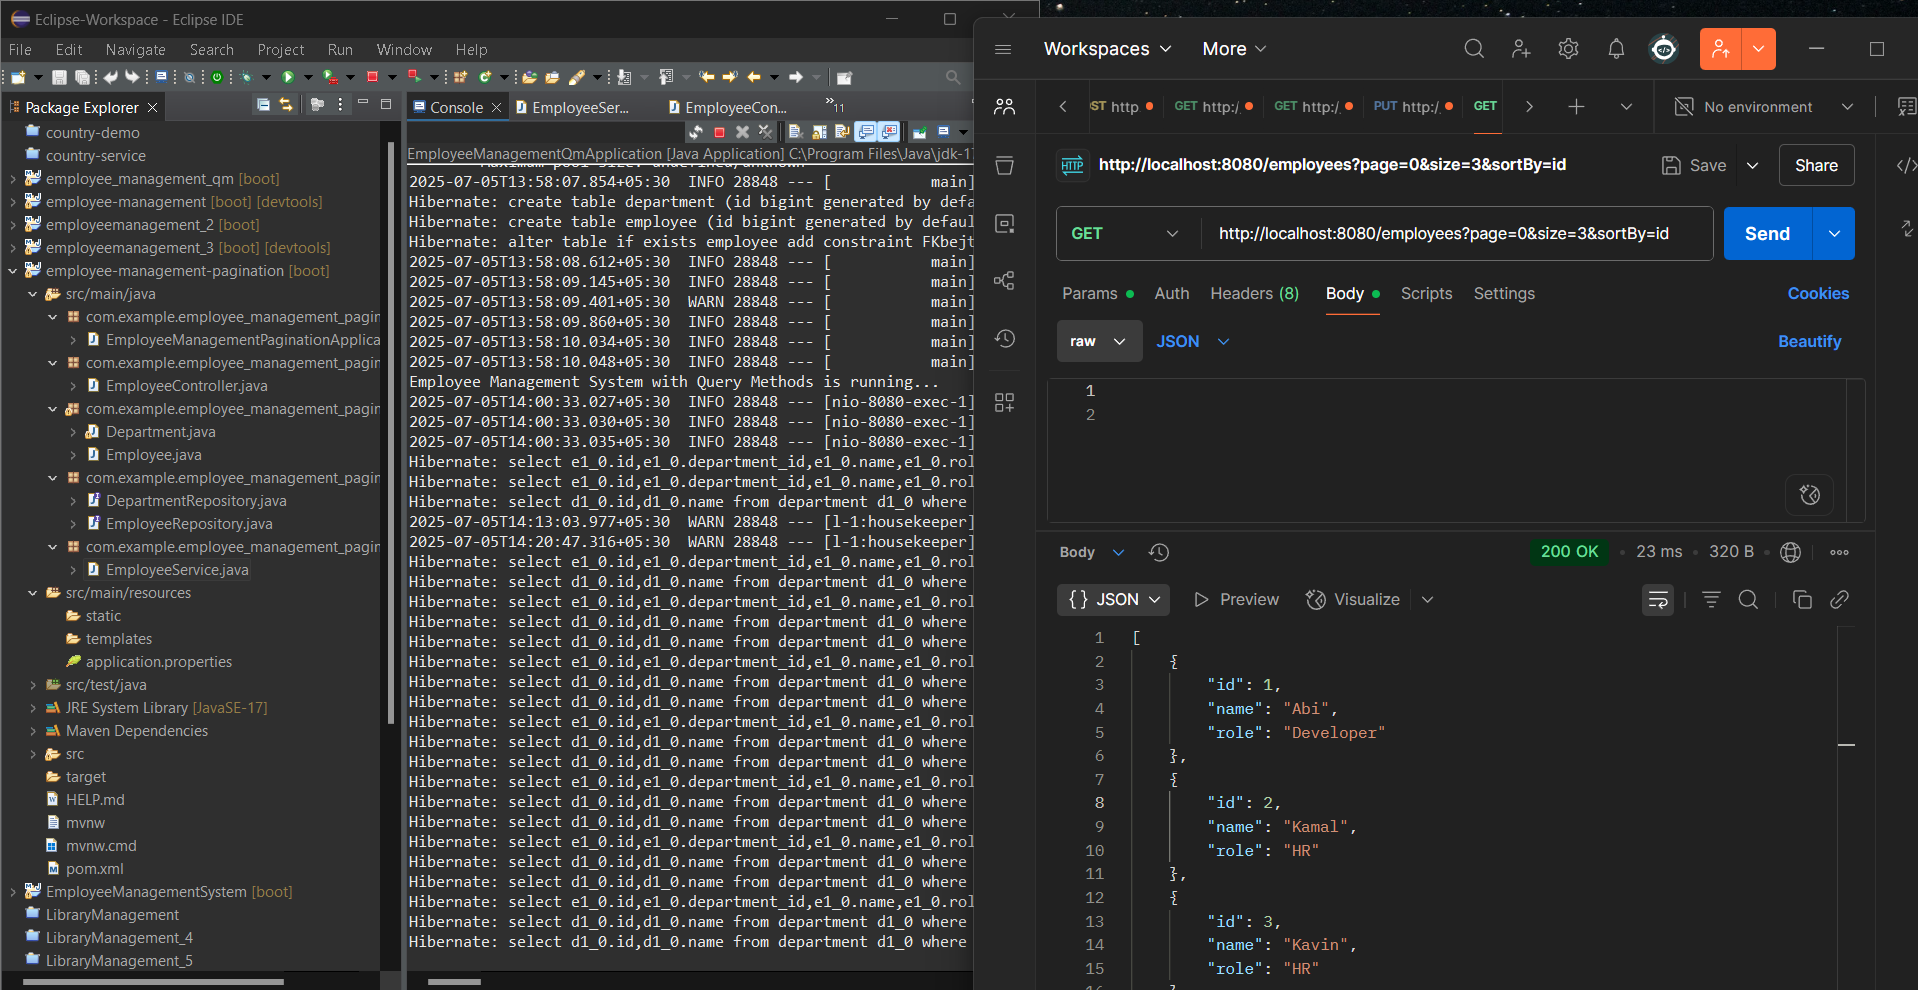 Eclipse-Workspace - Eclipse IDE
File Edit Navigate Search Project Run Window Help
Package Explorer
country-demo
country-service
employee_management_qm [boot]
employee-management [boot] [devtools]
employeemanagement_2 [boot]
employeemanagement_3 [boot] [devtools]
employee-management-pagination [boot]
src/main/java
com.example.employee_management_pagin
EmployeeManagementPaginationApplica
com.example.employee_management_pagin
EmployeeController.java
com.example.employee_management_pagin
Department.java
Employee.java
com.example.employee_management_pagin
DepartmentRepository.java
EmployeeRepository.java
com.example.employee_management_pagin
EmployeeService.java
src/main/resources
static
templates
application.properties
src/test/java
JRE System Library [JavaSE-17]
Maven Dependencies
src
target
HELP.md
mvnw
mvnw.cmd
pom.xml
EmployeeManagementSystem [boot]
LibraryManagement
LibraryManagement_4
LibraryManagement_5
Console EmployeeSer... EmployeeCon... »11
EmployeeManagementQmApplication [Java Application] C:\Program Files\Java\jdk-17
2025-07-05T13:58:07.854+05:30 INFO 28848 --- [ main]
Hibernate: create table department (id bigint generated by defa
Hibernate: create table employee (id bigint generated by defaul
Hibernate: alter table if exists employee add constraint FKbejt
2025-07-05T13:58:08.612+05:30 INFO 28848 --- [ main]
2025-07-05T13:58:09.145+05:30 INFO 28848 --- [ main]
2025-07-05T13:58:09.401+05:30 WARN 28848 --- [ main]
2025-07-05T13:58:09.860+05:30 INFO 28848 --- [ main]
2025-07-05T13:58:10.034+05:30 INFO 28848 --- [ main]
2025-07-05T13:58:10.048+05:30 INFO 28848 --- [ main]
Employee Management System with Query Methods is running...
2025-07-05T14:00:33.027+05:30 INFO 28848 --- [nio-8080-exec-1]
2025-07-05T14:00:33.030+05:30 INFO 28848 --- [nio-8080-exec-1]
2025-07-05T14:00:33.035+05:30 INFO 28848 --- [nio-8080-exec-1]
Hibernate: select e1_0.id,e1_0.department_id,e1_0.name,e1_0.rol
Hibernate: select e1_0.id,e1_0.department_id,e1_0.name,e1_0.rol
Hibernate: select d1_0.id,d1_0.name from department d1_0 where
2025-07-05T14:13:03.977+05:30 WARN 28848 --- [l-1:housekeeper]
2025-07-05T14:20:47.316+05:30 WARN 28848 --- [l-1:housekeeper]
Hibernate: select e1_0.id,e1_0.department_id,e1_0.name,e1_0.rol
Hibernate: select d1_0.id,d1_0.name from department d1_0 where
Hibernate: select e1_0.id,e1_0.department_id,e1_0.name,e1_0.rol
Hibernate: select d1_0.id,d1_0.name from department d1_0 where
Hibernate: select d1_0.id,d1_0.name from department d1_0 where
Hibernate: select e1_0.id,e1_0.department_id,e1_0.name,e1_0.rol
Hibernate: select d1_0.id,d1_0.name from department d1_0 where
Hibernate: select d1_0.id,d1_0.name from department d1_0 where
Hibernate: select e1_0.id,e1_0.department_id,e1_0.name,e1_0.rol
Hibernate: select d1_0.id,d1_0.name from department d1_0 where
Hibernate: select d1_0.id,d1_0.name from department d1_0 where
Hibernate: select e1_0.id,e1_0.department_id,e1_0.name,e1_0.rol
Hibernate: select d1_0.id,d1_0.name from department d1_0 where
Hibernate: select d1_0.id,d1_0.name from department d1_0 where
Hibernate: select e1_0.id,e1_0.department_id,e1_0.name,e1_0.rol
Hibernate: select d1_0.id,d1_0.name from department d1_0 where
Hibernate: select d1_0.id,d1_0.name from department d1_0 where
Hibernate: select e1_0.id,e1_0.department_id,e1_0.name,e1_0.rol
Hibernate: select d1_0.id,d1_0.name from department d1_0 where
Hibernate: select d1_0.id,d1_0.name from department d1_0 where
Workspaces More
ST http GET http:/. GET http:/. PUT http:/. GET No environment
HTTP http://localhost:8080/employees?page=0&size=3&sortBy=id Save Share
GET http://localhost:8080/employees?page=0&size=3&sortBy=id Send
Params Auth Headers (8) Body Scripts Settings Cookies
raw JSON Beautify
1
2
Body 200 OK 23 ms 320 B
{} JSON Preview Visualize
1 [
2 {
3 "id": 1,
4 "name": "Abi",
5 "role": "Developer"
6 },
7 {
8 "id": 2,
9 "name": "Kamal",
10 "role": "HR"
11 },
12 {
13 "id": 3,
14 "name": "Kavin",
15 "role": "HR"